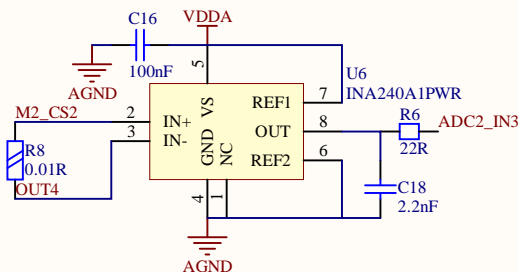 C16
VDDA
100nF
AGND
5
U6
INA240A1PWR
VS
REF1
7
M2_CS2
2
IN+
OUT
8
R6
ADC2_IN3
3
IN-
22R
R8
0.01R
GND
NC
REF2
6
OUT4
C18
2.2nF
4
1
AGND